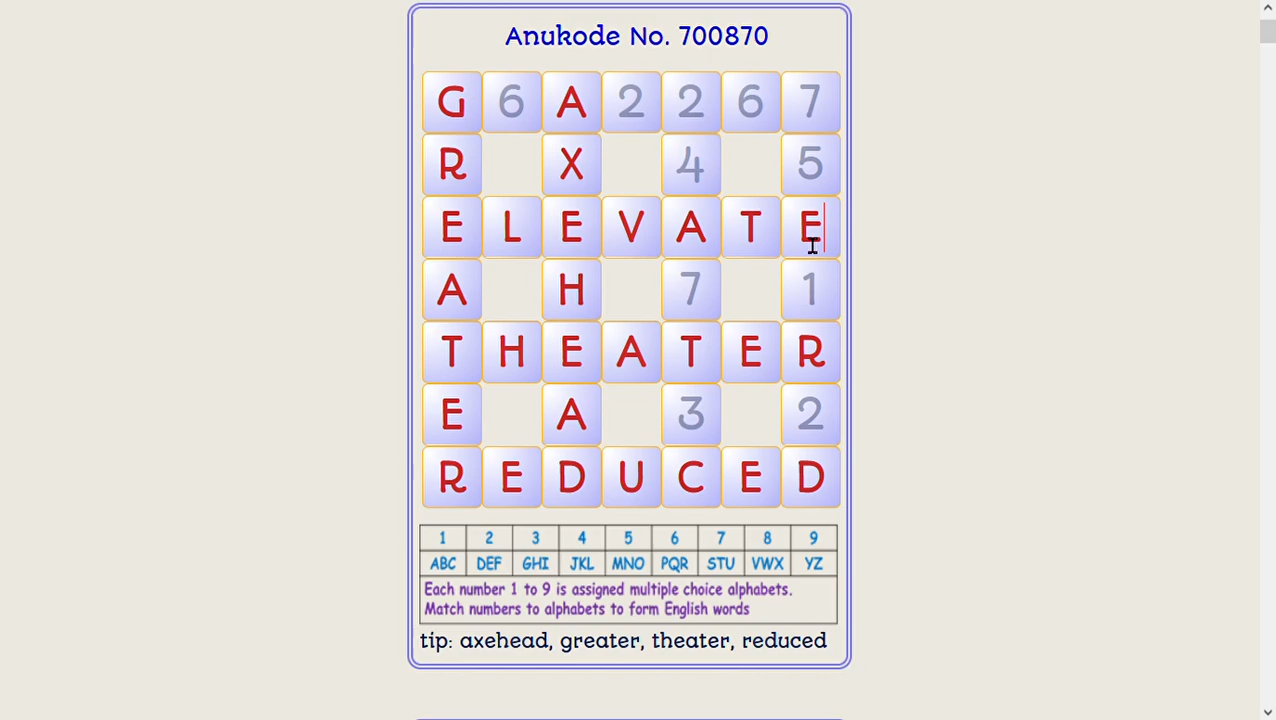 Anukode No. 700870
G 6 A 2 2 6 7
R X 4 5
E L E V A T E
A H 7 1
T H E A T E R
E A 3 2
R E D U C E D
1 2 3 4 5 6 7 8 9
ABC DEF GHI JKL MNO PQR STU VWX YZ
Each number 1 to 9 is assigned multiple choice alphabets.
Match numbers to alphabets to form English words
tip: axehead, greater, theater, reduced